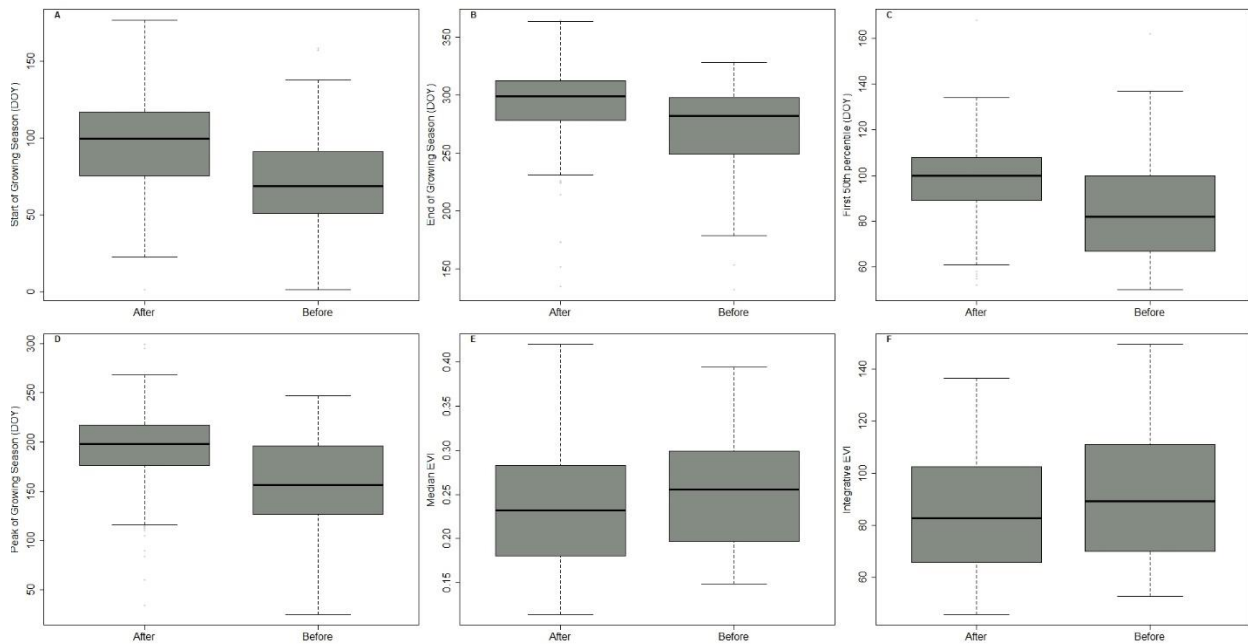 A
Start of Growing Season (DOY)
150
100
50
0
After
Before
B
End of Growing Season (DOY)
350
300
250
200
150
After
Before
C
First 50th percentile (DOY)
160
140
120
100
80
60
After
Before
D
Peak of Growing Season (DOY)
300
250
200
150
100
50
After
Before
E
Median EVI
0.40
0.35
0.30
0.25
0.20
0.15
After
Before
F
Integrative EVI
140
120
100
80
60
After
Before